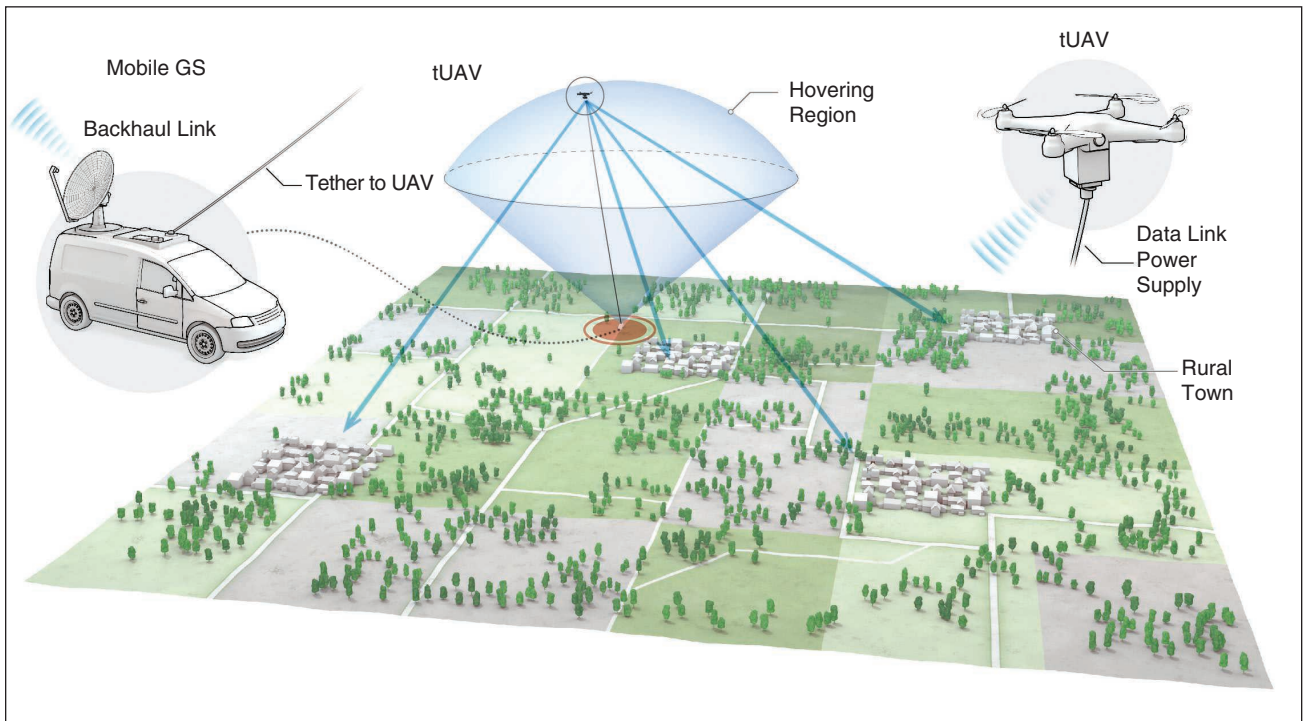 Mobile GS
Backhaul Link
Tether to UAV
tUAV
Hovering
Region
tUAV
Data Link
Power
Supply
Rural
Town